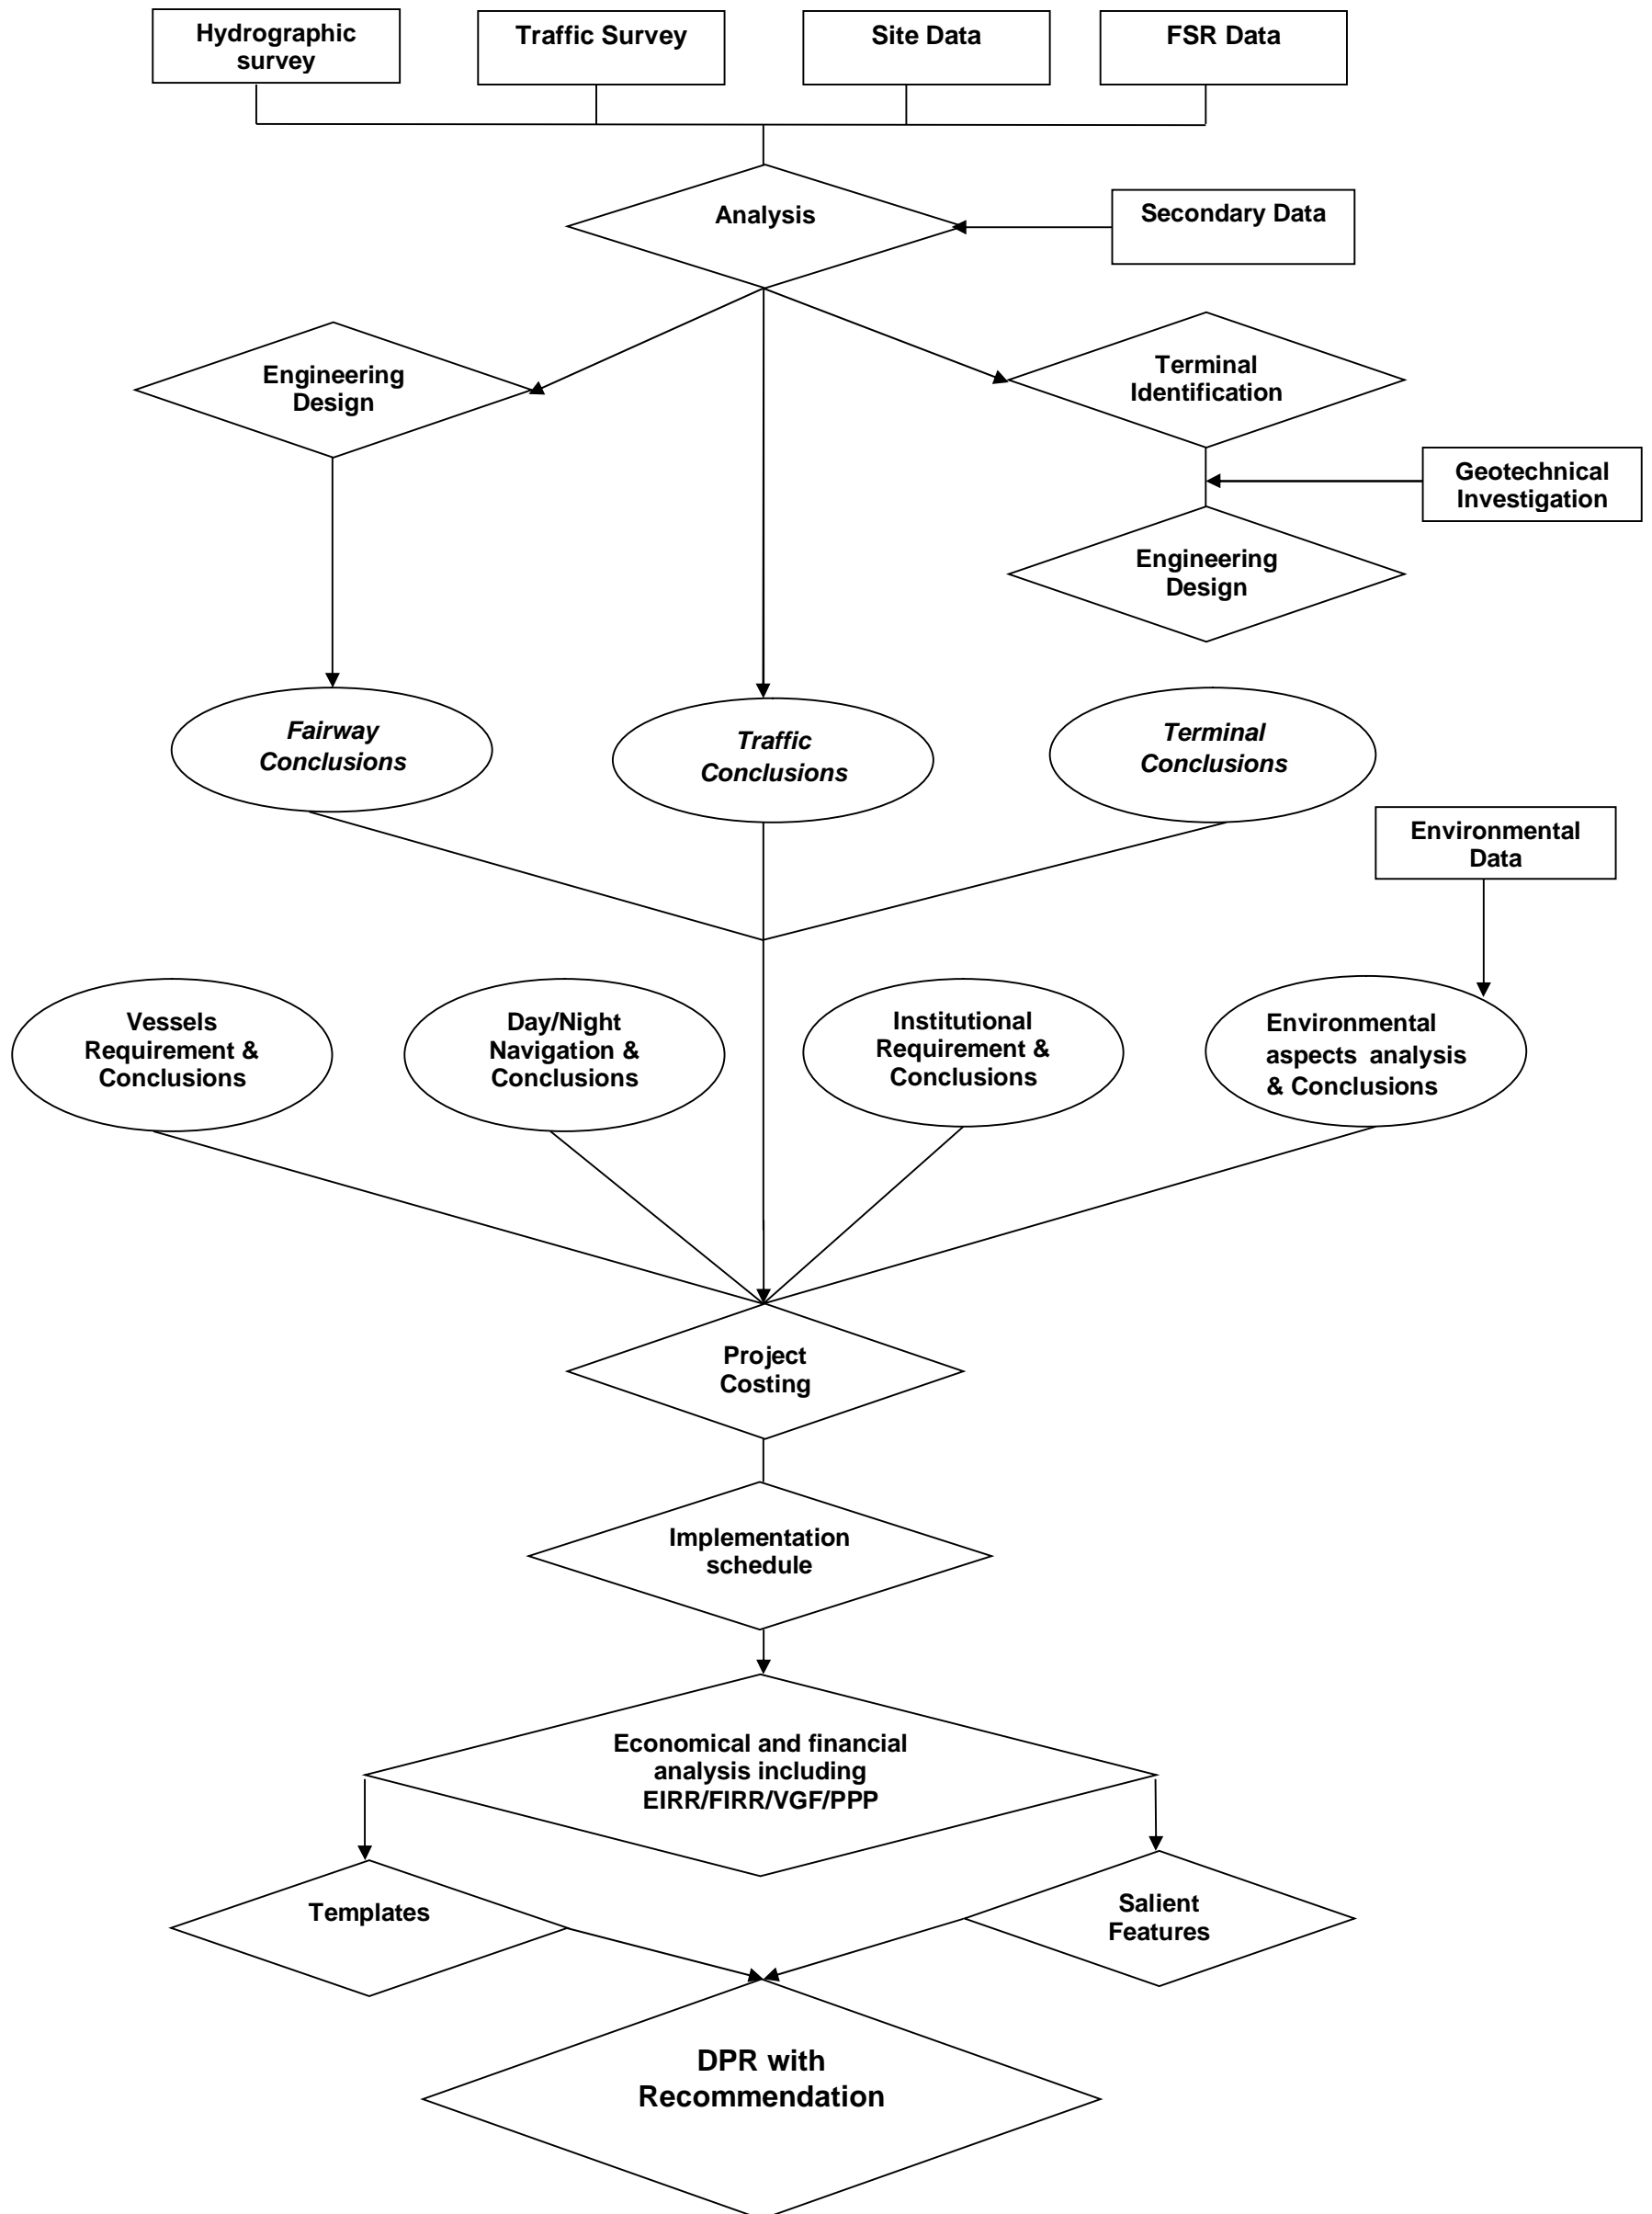 Hydrographic
survey
Traffic Survey
Site Data
FSR Data
Analysis
Secondary Data
Engineering
Design
Terminal
Identification
Geotechnical
Investigation
Engineering
Design
Fairway
Conclusions
Traffic
Conclusions
Terminal
Conclusions
Environmental
Data
Vessels
Requirement &
Conclusions
Day/Night
Navigation &
Conclusions
Institutional
Requirement &
Conclusions
Environmental
aspects analysis
& Conclusions
Project
Costing
Implementation
schedule
Economical and financial
analysis including
EIRR/FIRR/VGF/PPP
Templates
Salient
Features
DPR with
Recommendation